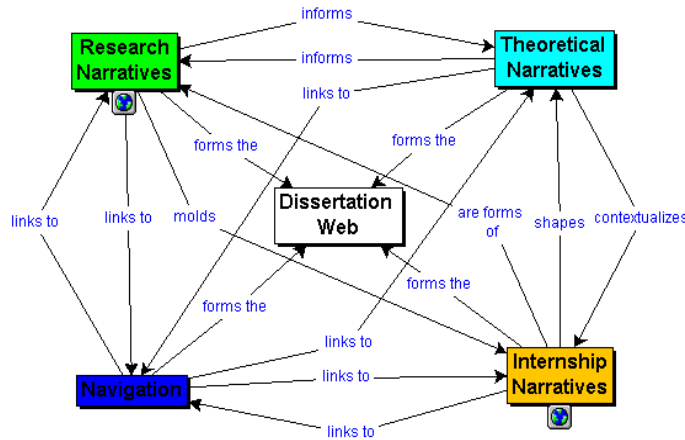 informs
Research
Narratives
Theoretical
Narratives
informs
links to
forms the
forms the
Dissertation
Web
links to
links to
molds
are forms
of
shapes
contextualizes
forms the
forms the
links to
Internship
Narratives
links to
Navigation
links to